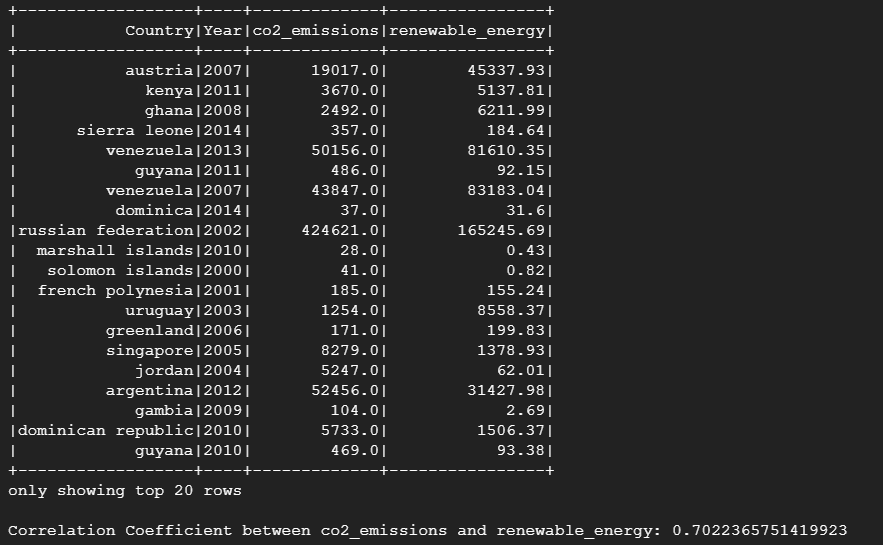 +------------------+----+-------------+----------------+
|           Country|Year|co2_emissions|renewable_energy|
+------------------+----+-------------+----------------+
|           austria|2007|      19017.0|        45337.93|
|             kenya|2011|       3670.0|         5137.81|
|             ghana|2008|       2492.0|         6211.99|
|      sierra leone|2014|        357.0|          184.64|
|         venezuela|2013|      50156.0|        81610.35|
|            guyana|2011|        486.0|           92.15|
|         venezuela|2007|      43847.0|        83183.04|
|          dominica|2014|         37.0|            31.6|
|russian federation|2002|     424621.0|       165245.69|
|  marshall islands|2010|         28.0|            0.43|
|   solomon islands|2000|         41.0|            0.82|
|  french polynesia|2001|        185.0|          155.24|
|           uruguay|2003|       1254.0|         8558.37|
|         greenland|2006|        171.0|          199.83|
|         singapore|2005|       8279.0|         1378.93|
|            jordan|2004|       5247.0|           62.01|
|         argentina|2012|      52456.0|        31427.98|
|            gambia|2009|        104.0|            2.69|
|dominican republic|2010|       5733.0|         1506.37|
|            guyana|2010|        469.0|           93.38|
+------------------+----+-------------+----------------+
only showing top 20 rows
Correlation Coefficient between co2_emissions and renewable_energy: 0.7022365751419923